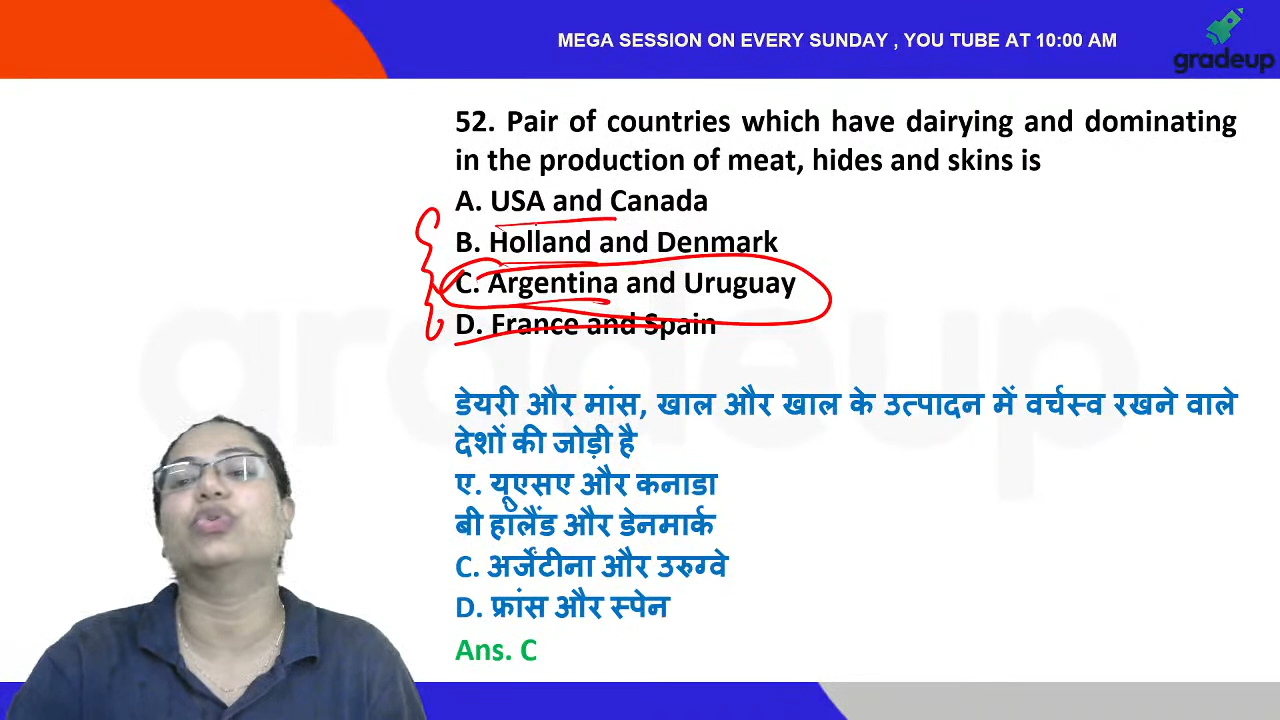 MEGA SESSION ON EVERY SUNDAY , YOU TUBE AT 10:00 AM
gradeup
52. Pair of countries which have dairying and dominating
in the production of meat, hides and skins is
A. USA and Canada
B. Holland and Denmark
C. Argentina and Uruguay
D. France and Spain
gradeup
डेयरी और मांस, खाल और खाल के उत्पादन में वर्चस्व रखने वाले
देशों की जोड़ी है
ए. यूएसए और कनाडा
बी हॉलैंड और डेनमार्क
C. अर्जेंटीना और उरुग्वे
D. फ्रांस और स्पेन
Ans. C